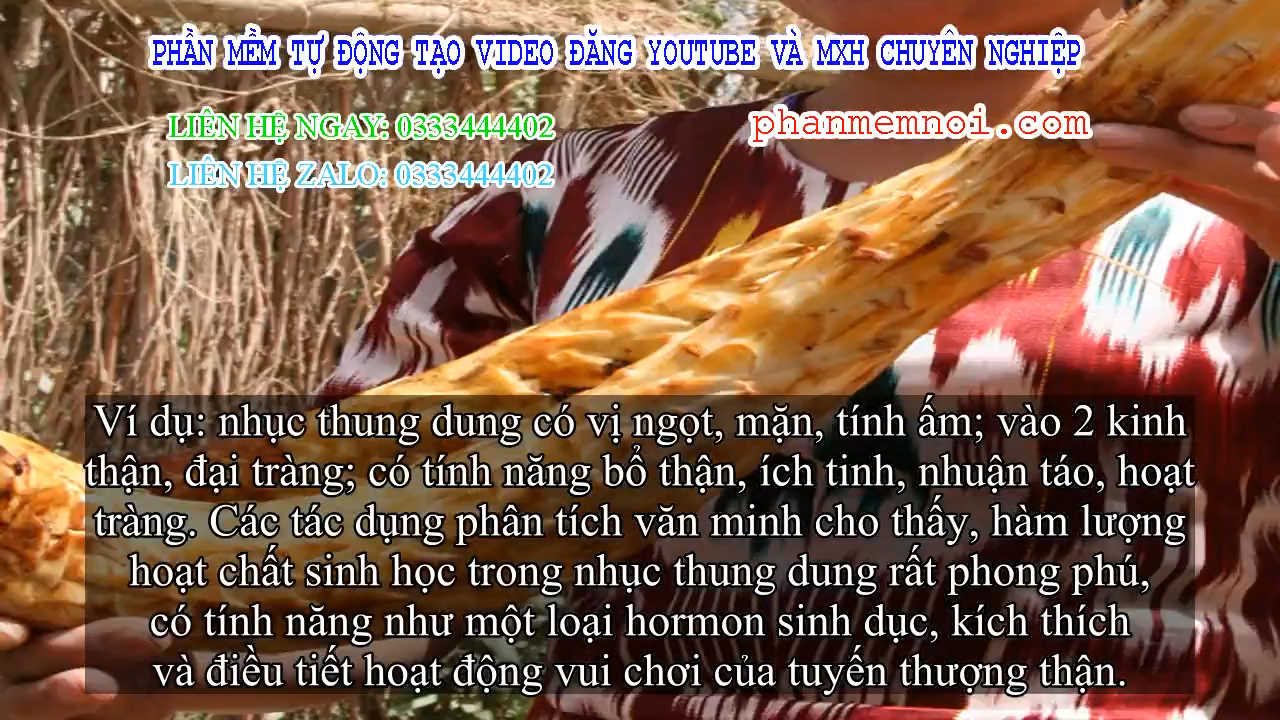 PHẦN MỀM TỰ ĐỘNG TẠO VIDEO ĐĂNG YOUTUBE VÀ MXH CHUYÊN NGHIỆP
LIÊN HỆ NGAY: 0333444402
phanmemnoi.com
LIÊN HỆ ZALO: 0333444402
Ví dụ: nhục thung dung có vị ngọt, mặn, tính ấm; vào 2 kinh
thận, đại tràng; có tính năng bổ thận, ích tinh, nhuận táo, hoạt
tràng. Các tác dụng phân tích văn minh cho thấy, hàm lượng
hoạt chất sinh học trong nhục thung dung rất phong phú,
có tính năng như một loại hormon sinh dục, kích thích
và điều tiết hoạt động vui chơi của tuyến thượng thận.